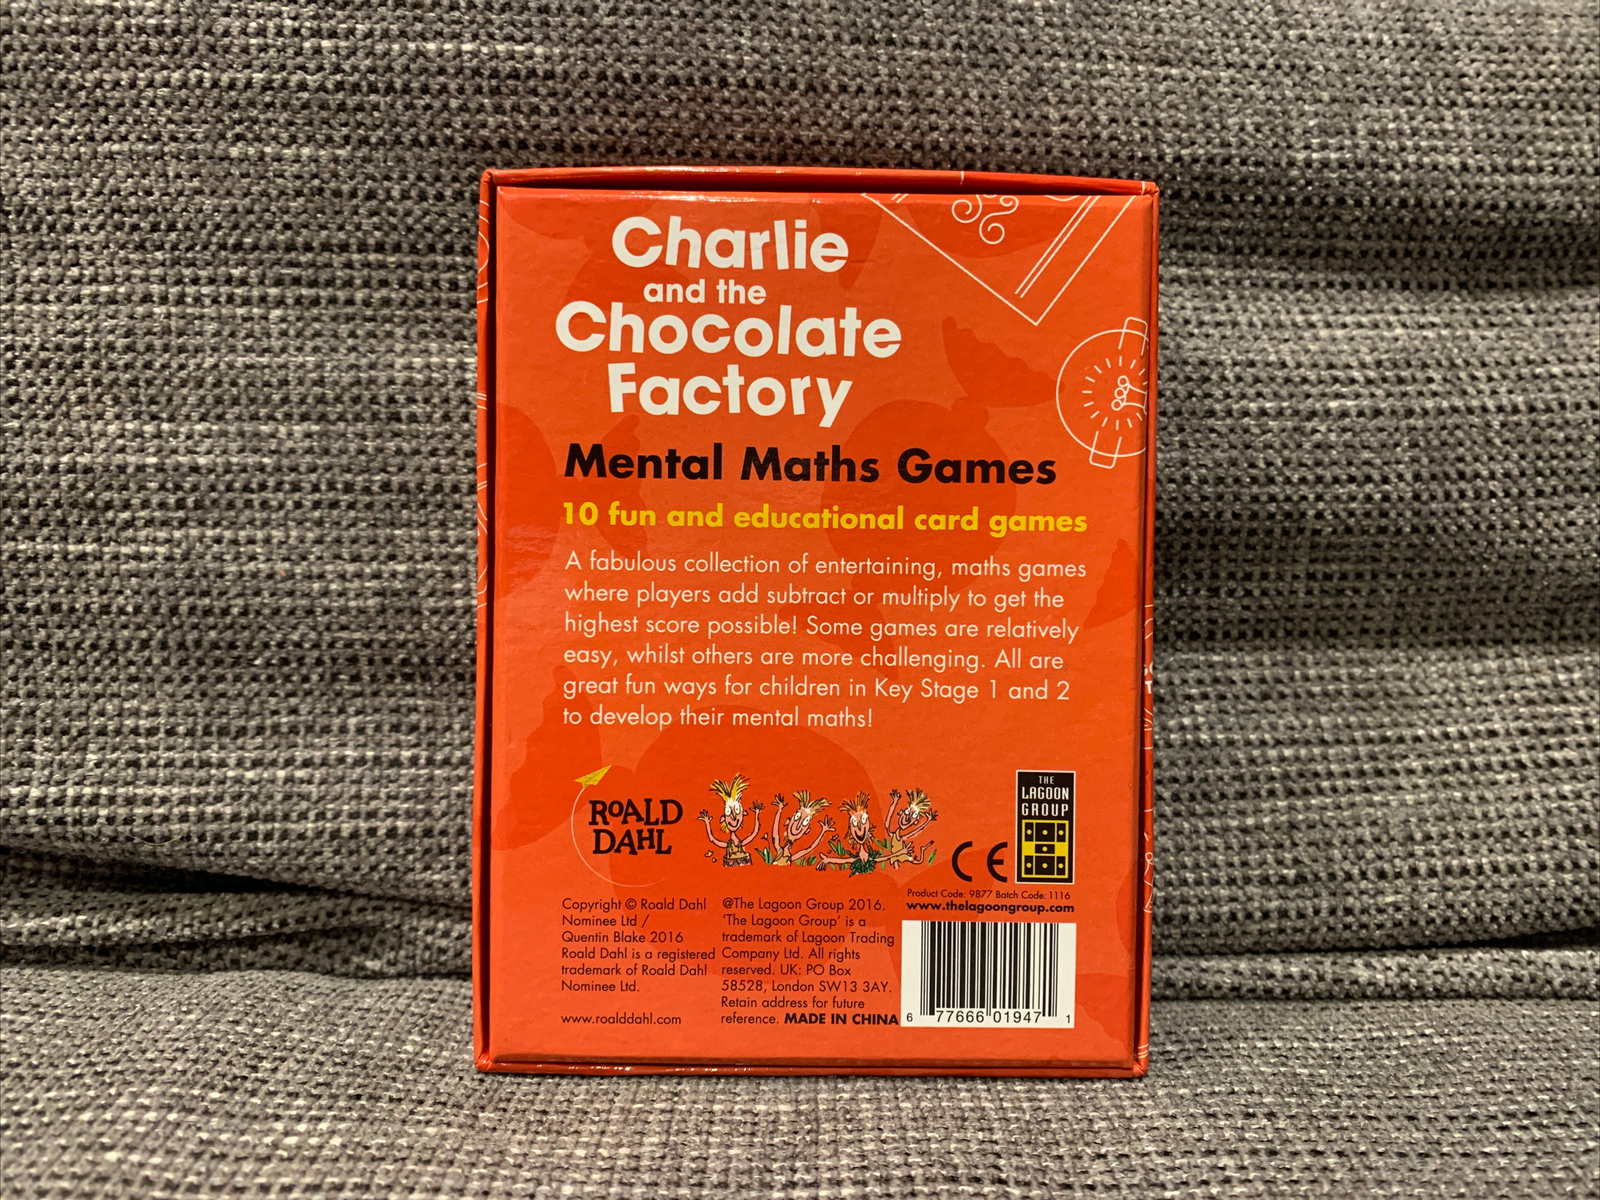 Charlie
and the
Chocolate
Factory
Mental Maths Games
10 fun and educational card games
A fabulous collection of entertaining, maths games
where players add subtract or multiply to get the
highest score possible! Some games are relatively
easy, whilst others are more challenging. All are
great fun ways for children in Key Stage 1 and 2
to develop their mental maths!
ROALD
DAHL
CE
THE
LAGOON
GROUP
Product Code: 9877 Batch Code: 1116
www.thelagoongroup.com
Copyright © Roald Dahl
Nominee Ltd /
Quentin Blake 2016
Roald Dahl is a registered
trademark of Roald Dahl
Nominee Ltd.
www.roalddahl.com
@The Lagoon Group 2016.
'The Lagoon Group' is a
trademark of Lagoon Trading
Company Ltd. All rights
reserved. UK: PO Box
58528, London SW13 3AY.
Retain address for future
reference. MADE IN CHINA
6 77666 01947 1